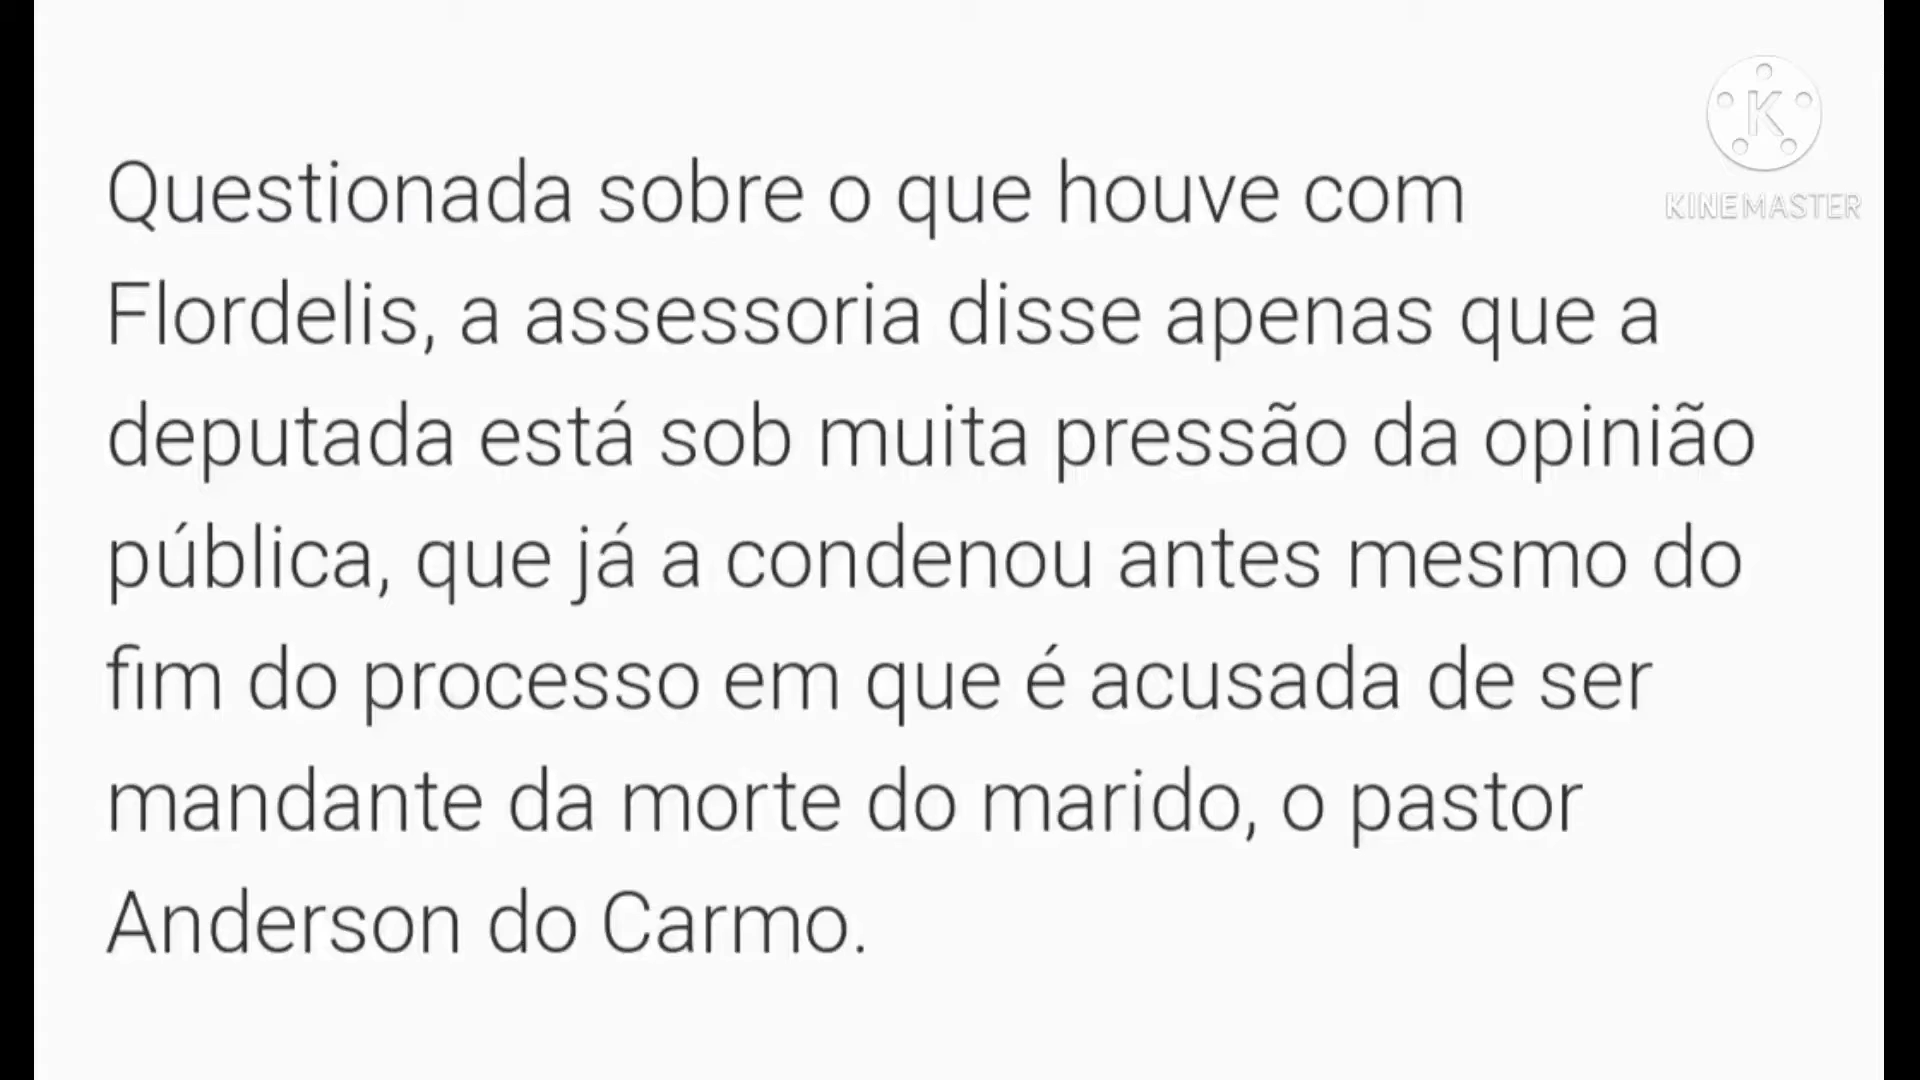 Questionada sobre o que houve com
Flordelis, a assessoria disse apenas que a
deputada está sob muita pressão da opinião
pública, que já a condenou antes mesmo do
fim do processo em que é acusada de ser
mandante da morte do marido, o pastor
Anderson do Carmo.
K
KINEMASTER